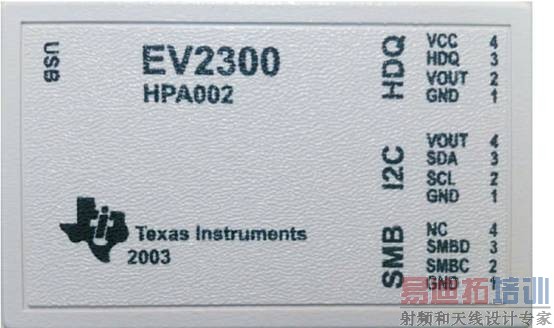 USB
EV2300
HPA002
Texas Instruments
2003
HDQ
VCC 4
HDQ 3
VOUT 2
GND 1
I2C
VOUT 4
SDA 3
SCL 2
GND 1
SMB
NC 4
SMBD 3
SMBC 2
GND 1
易迪拓培训
射频和天线设计专家